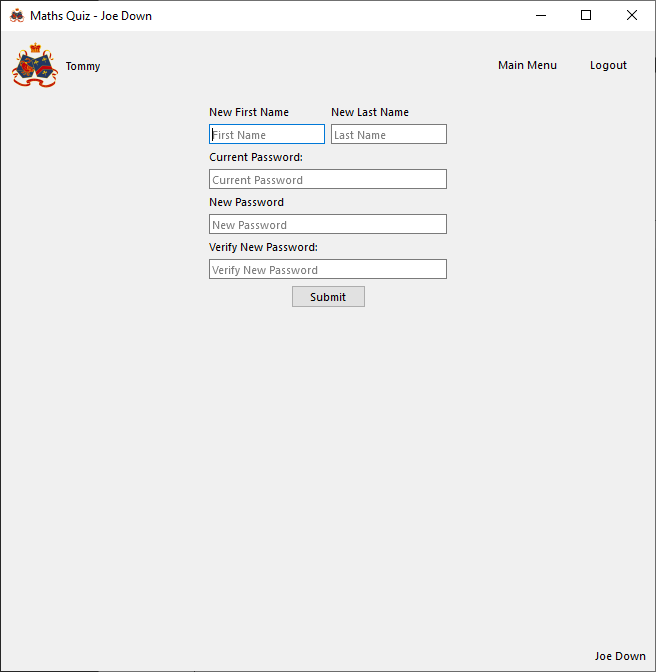 Maths Quiz - Joe Down
Tommy
Main Menu
Logout
New First Name
New Last Name
First Name
Last Name
Current Password:
Current Password
New Password
New Password
Verify New Password:
Verify New Password
Submit
Joe Down